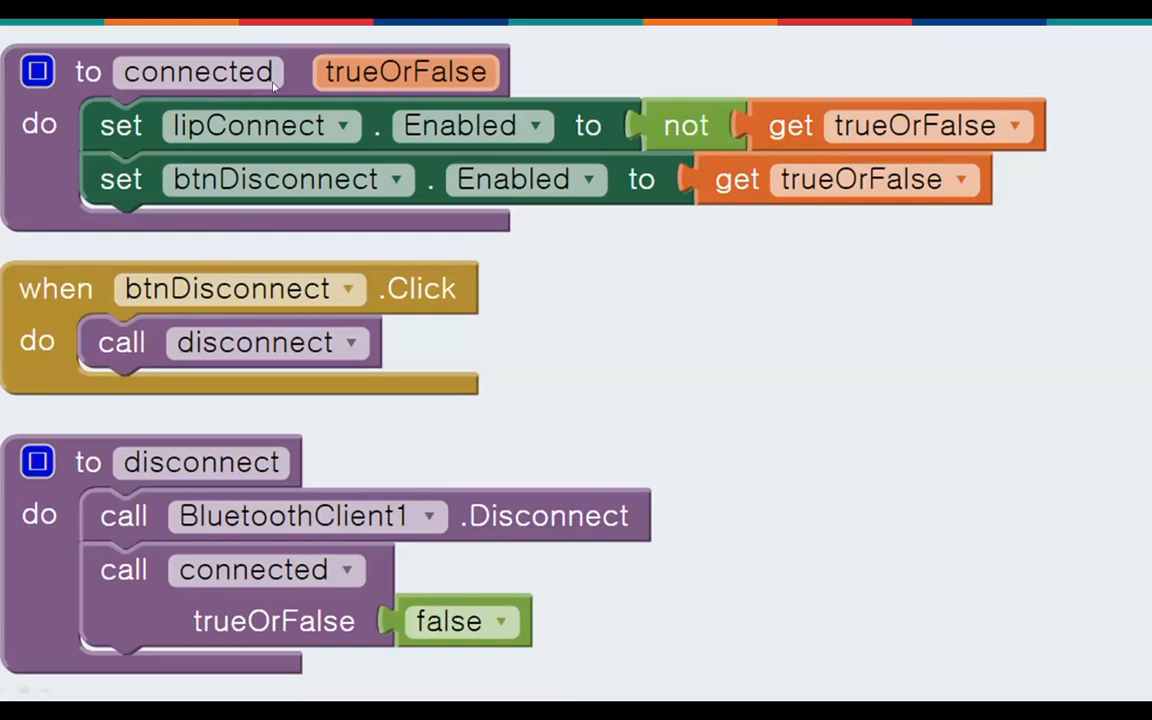 to connected trueOrFalse
do set lipConnect . Enabled to not get trueOrFalse
set btnDisconnect . Enabled to get trueOrFalse
when btnDisconnect .Click
do call disconnect
to disconnect
do call BluetoothClient1 .Disconnect
call connected
trueOrFalse false